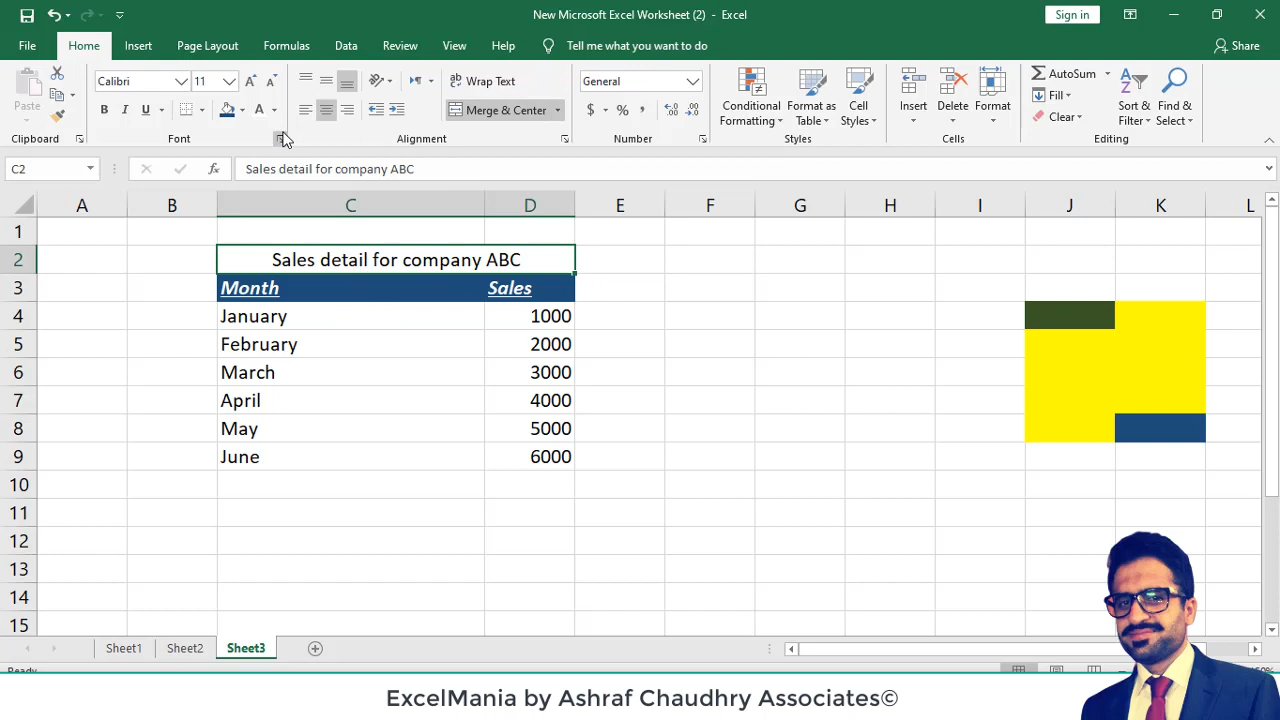 New Microsoft Excel Worksheet (2) - Excel
Sign in
File Home Insert Page Layout Formulas Data Review View Help Tell me what you want to do Share
Paste
Calibri 11
B I U A
Wrap Text
Merge & Center
General
$ % ,
Conditional Formatting
Format as Table
Cell Styles
Insert
Delete
Format
AutoSum
Fill
Clear
Sort & Filter
Find & Select
Clipboard Font Alignment Number Styles Cells Editing
C2 fx Sales detail for company ABC
A B C D E F G H I J K L
1
2 Sales detail for company ABC
3 Month Sales
4 January 1000
5 February 2000
6 March 3000
7 April 4000
8 May 5000
9 June 6000
10
11
12
13
14
15
Sheet1 Sheet2 Sheet3
ExcelMania by Ashraf Chaudhry Associates©